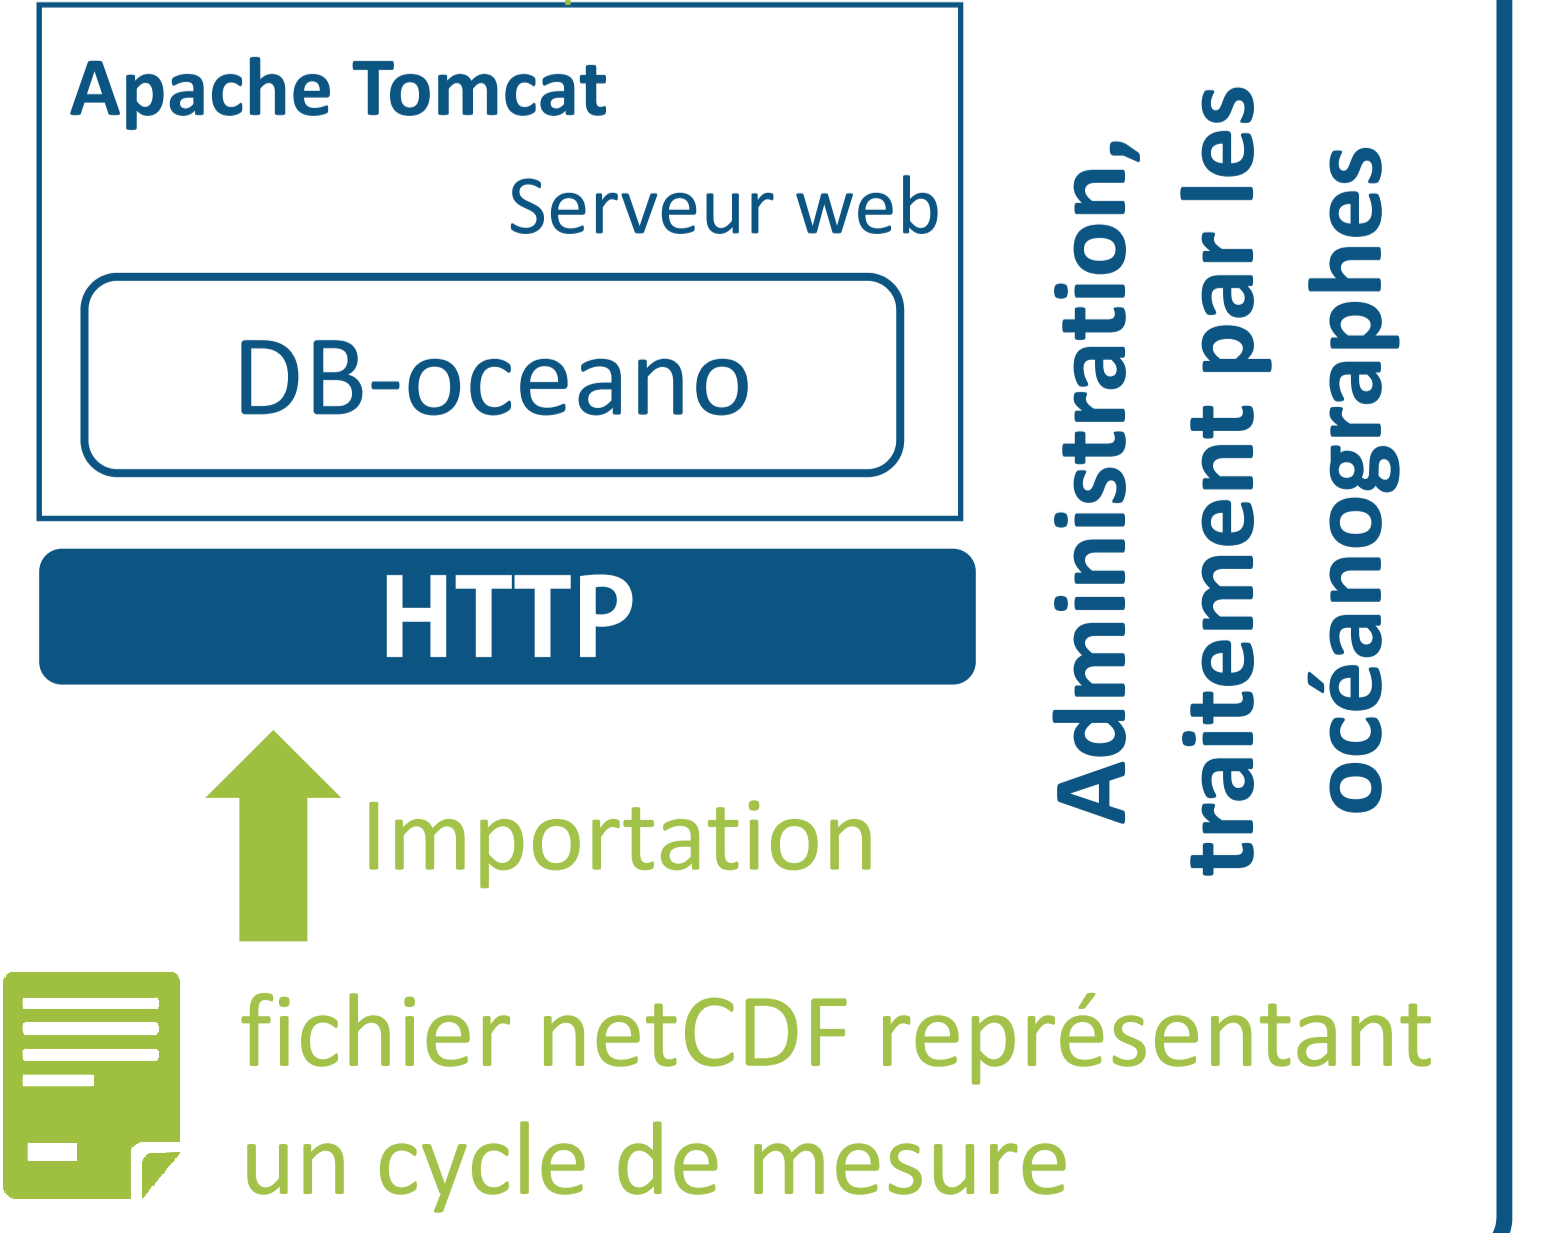 Apache Tomcat
Serveur web
DB-oceano
HTTP
Importation
fichier netCDF représentant
un cycle de mesure
Administration,
traitement par les
océanographes